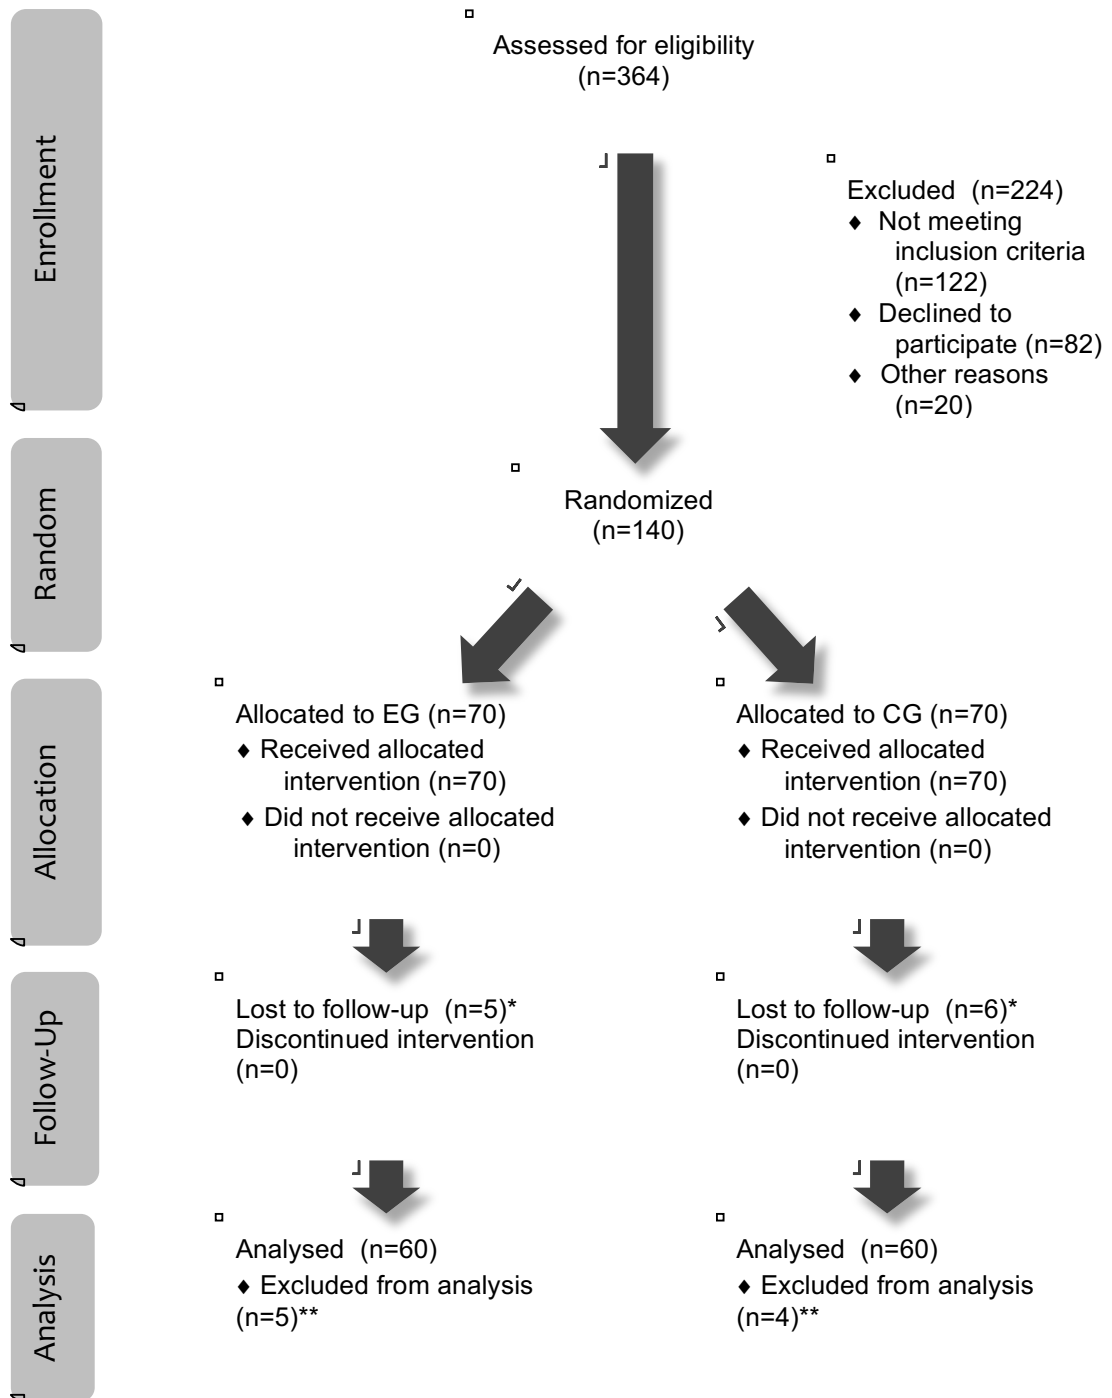 Enrollment
Assessed for eligibility
(n=364)
Excluded (n=224)
♦ Not meeting
inclusion criteria
(n=122)
♦ Declined to
participate (n=82)
♦ Other reasons
(n=20)
Random
Randomized
(n=140)
Allocation
Allocated to EG (n=70)
♦ Received allocated
intervention (n=70)
♦ Did not receive allocated
intervention (n=0)
Allocated to CG (n=70)
♦ Received allocated
intervention (n=70)
♦ Did not receive allocated
intervention (n=0)
Follow-Up
Lost to follow-up (n=5)*
Discontinued intervention
(n=0)
Lost to follow-up (n=6)*
Discontinued intervention
(n=0)
Analysis
Analysed (n=60)
♦ Excluded from analysis
(n=5)**
Analysed (n=60)
♦ Excluded from analysis
(n=4)**